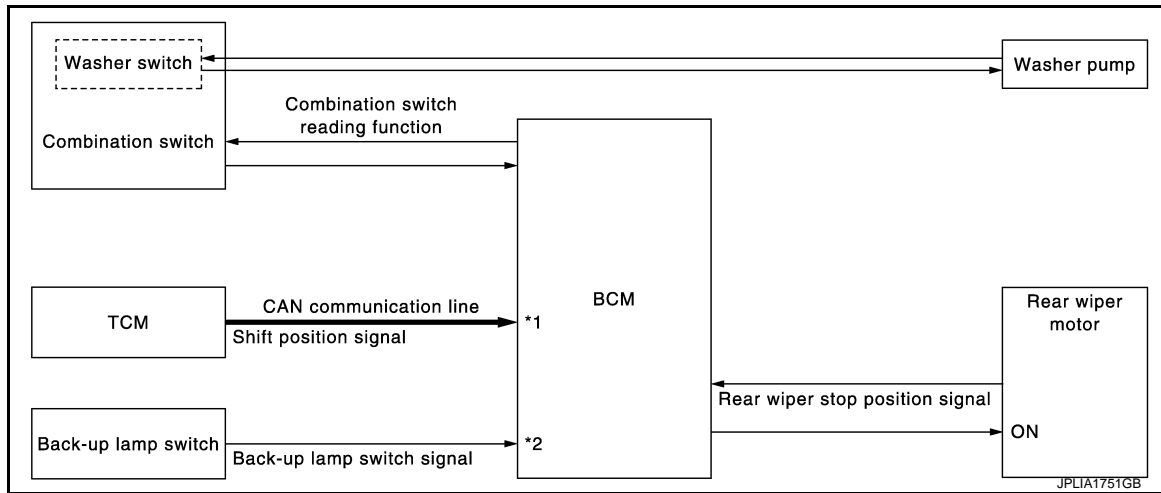 Washer switch
Combination switch
Combination switch
reading function
Washer pump
TCM
CAN communication line
Shift position signal
*1
BCM
Rear wiper
motor
Rear wiper stop position signal
ON
Back-up lamp switch
Back-up lamp switch signal
*2
JPLIA1751GB